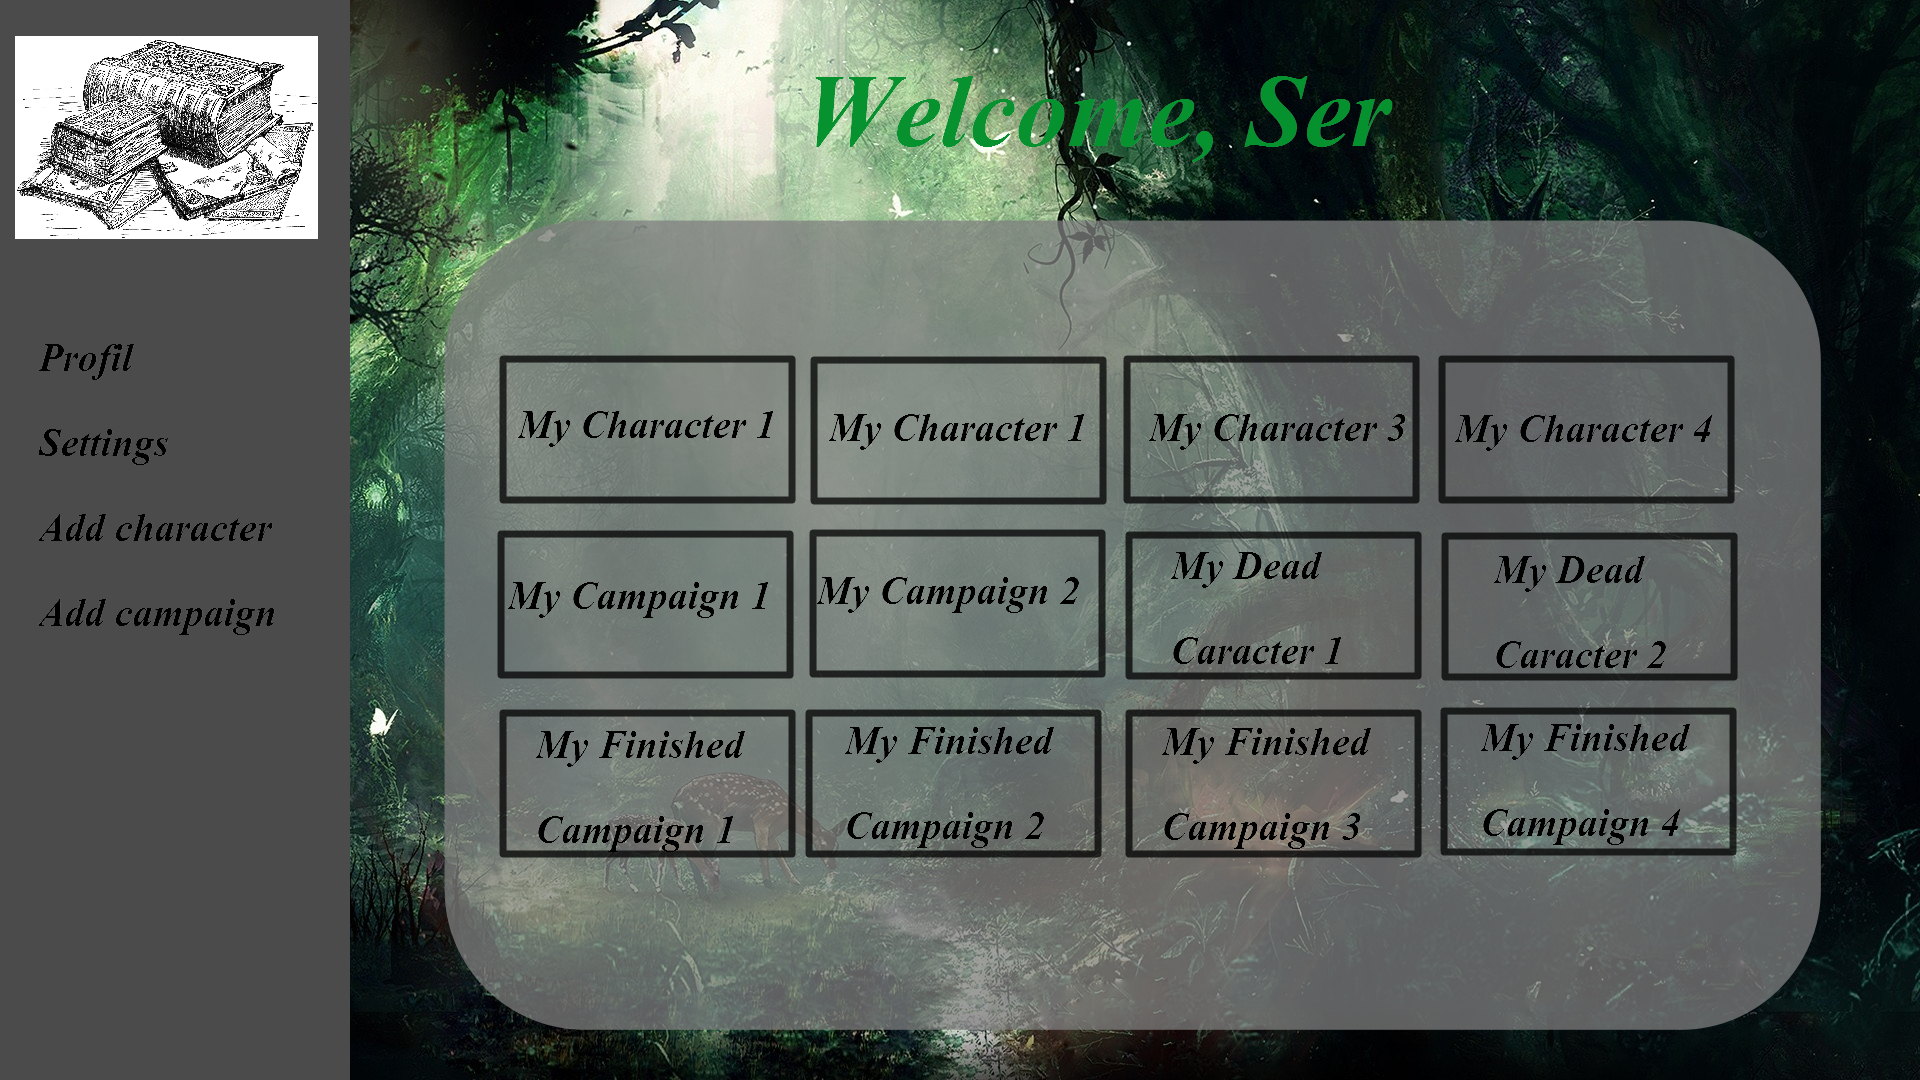 Welcome, Ser
Profil
Settings
Add character
Add campaign
My Character 1
My Character 1
My Character 3
My Character 4
My Campaign 1
My Campaign 2
My Dead
Caracter 1
My Dead
Caracter 2
My Finished
Campaign 1
My Finished
Campaign 2
My Finished
Campaign 3
My Finished
Campaign 4